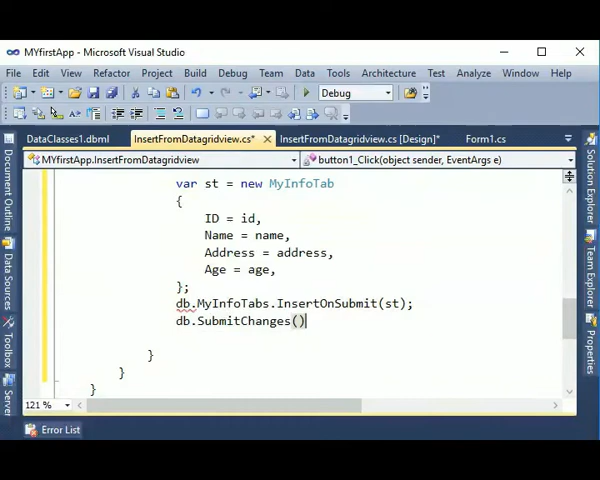 MYfirstApp - Microsoft Visual Studio
File Edit View Refactor Project Build Debug Team Data Tools Architecture Test Analyze Window Help
Debug
DataClasses1.dbml InsertFromDatagridview.cs* InsertFromDatagridview.cs [Design]* Form1.cs
MYfirstApp.InsertFromDatagridview button1_Click(object sender, EventArgs e)
var st = new MyInfoTab
{
ID = id,
Name = name,
Address = address,
Age = age,
};
db.MyInfoTabs.InsertOnSubmit(st);
db.SubmitChanges()
}
}
}
121 %
Error List
Document Outline
Data Sources
Toolbox
Server
Solution Explorer
Team Explorer
Properties